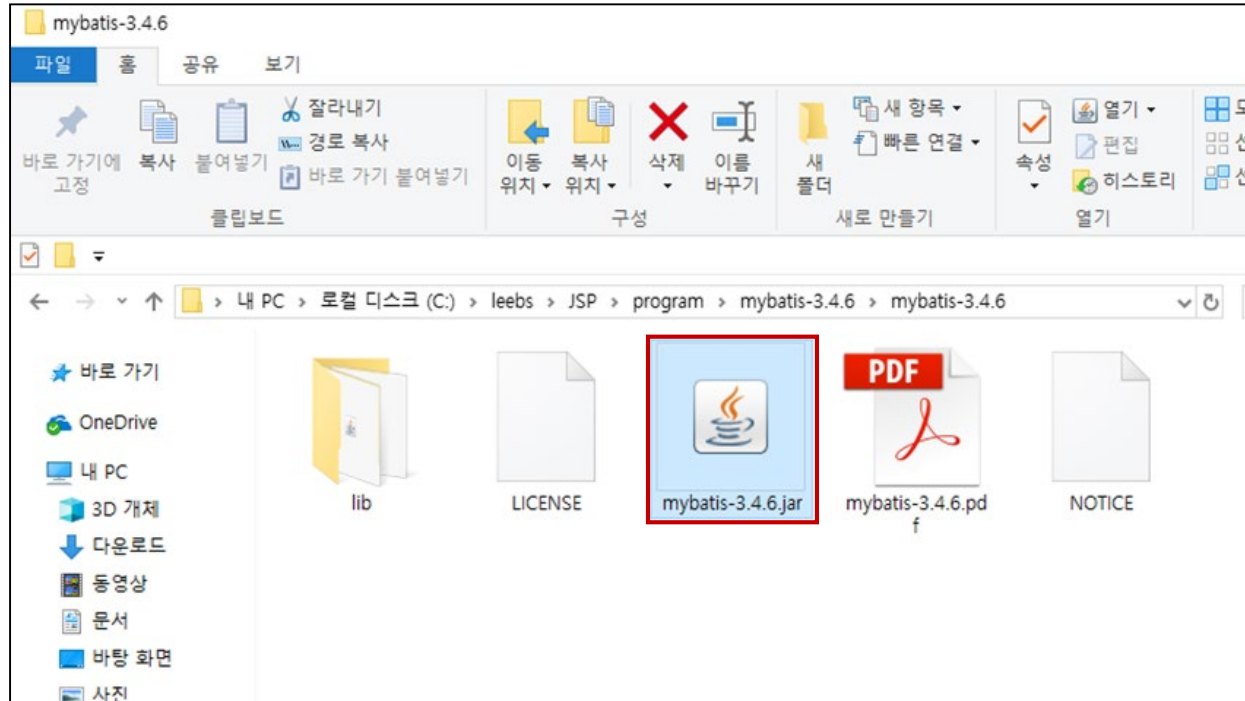 mybatis-3.4.6
파일 홈 공유 보기
바로 가기에 고정
복사
붙여넣기
잘라내기
경로 복사
바로 가기 붙여넣기
이동 위치
복사 위치
삭제
이름 바꾸기
새 폴더
새 항목
빠른 연결
속성
열기
편집
히스토리
클립보드 구성 새로 만들기 열기
내 PC > 로컬 디스크 (C:) > leebs > JSP > program > mybatis-3.4.6 > mybatis-3.4.6
바로 가기
OneDrive
내 PC
3D 개체
다운로드
동영상
문서
바탕 화면
사진
lib
LICENSE
mybatis-3.4.6.jar
PDF
mybatis-3.4.6.pd
f
NOTICE